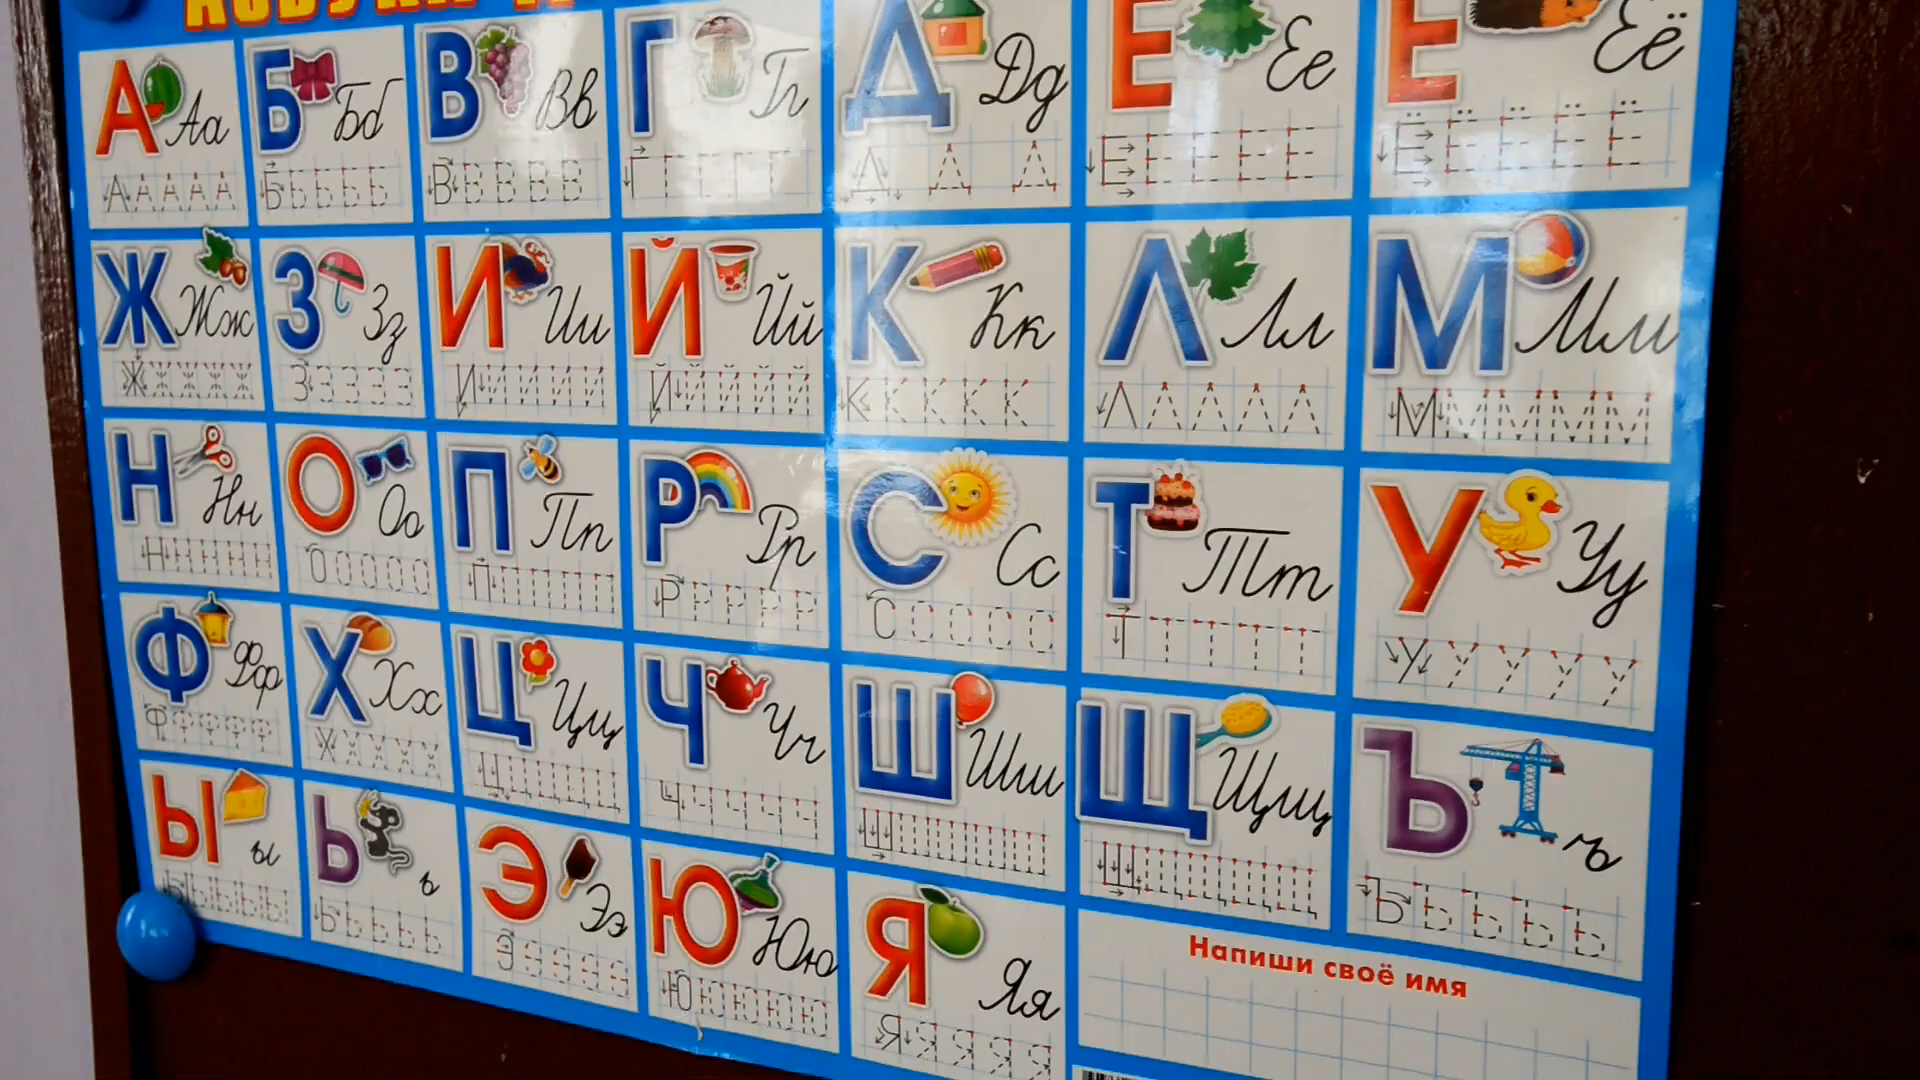 А Аа Б Бб В Вв Г Гг Д Дд Е Ее Ё Её
А А А А А Б Б Б Б Б В В В В В Г Г Г Г Г Д Д Д Е Е Е Е Е Ё Ё Ё Ё Ё
Ж Жж З Зз И Ии Й Йй К Кк Л Лл М Мм
Ж Ж Ж Ж Ж З З З З З И И И И И Й Й Й Й Й К К К К К Л Л Л Л Л М М М М М
Н Нн О Оо П Пп Р Рр С Сс Т Тт У Уу
Н Н Н Н Н О О О О О П П П П П Р Р Р Р Р С С С С С Т Т Т Т Т У У У У У
Ф Фф Х Хх Ц Цц Ч Чч Ш Шш Щ Щщ Ъ ъ
Ф Ф Ф Ф Ф Х Х Х Х Х Ц Ц Ц Ц Ц Ч Ч Ч Ч Ч Ш Ш Ш Ш Ш Щ Щ Щ Щ Щ Ъ Ъ Ъ Ъ Ъ
Ы ы Ь ь Э Ээ Ю Юю Я Яя
Ы Ы Ы Ы Ы Ь Ь Ь Ь Ь Э Э Э Э Э Ю Ю Ю Ю Ю Я Я Я Я Я
Напиши своё имя